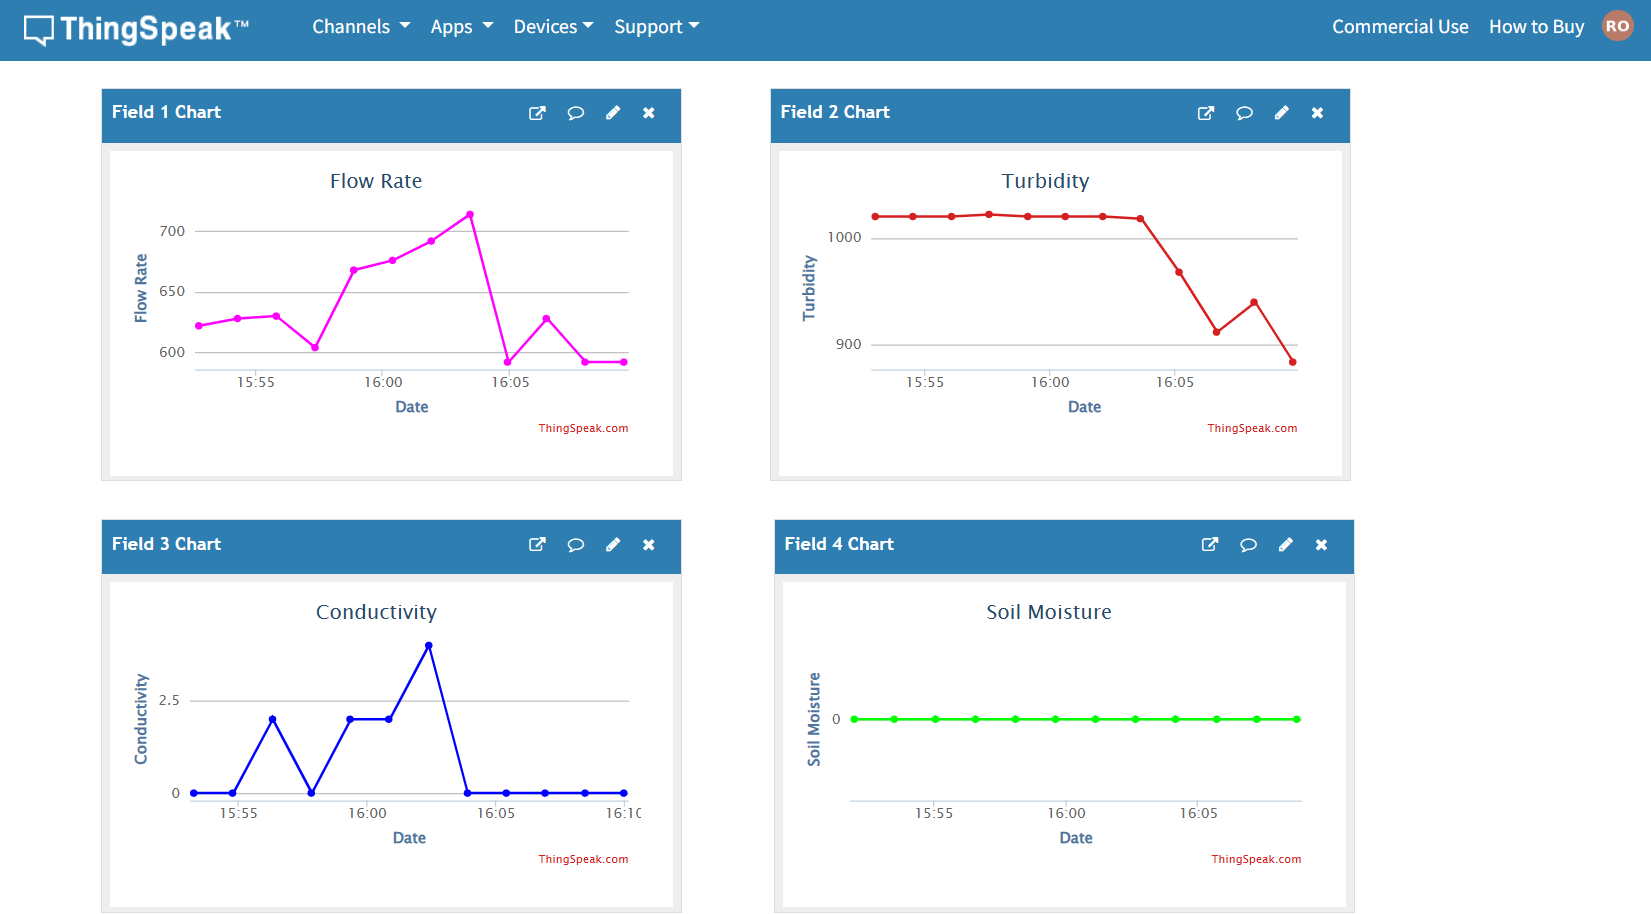 ThingSpeak™ Channels Apps Devices Support Commercial Use How to Buy RO
Field 1 Chart
Flow Rate
Flow Rate
700
650
600
15:55 16:00 16:05
Date
ThingSpeak.com
Field 2 Chart
Turbidity
Turbidity
1000
900
15:55 16:00 16:05
Date
ThingSpeak.com
Field 3 Chart
Conductivity
Conductivity
2.5
0
15:55 16:00 16:05 16:10
Date
ThingSpeak.com
Field 4 Chart
Soil Moisture
Soil Moisture
0
15:55 16:00 16:05
Date
ThingSpeak.com